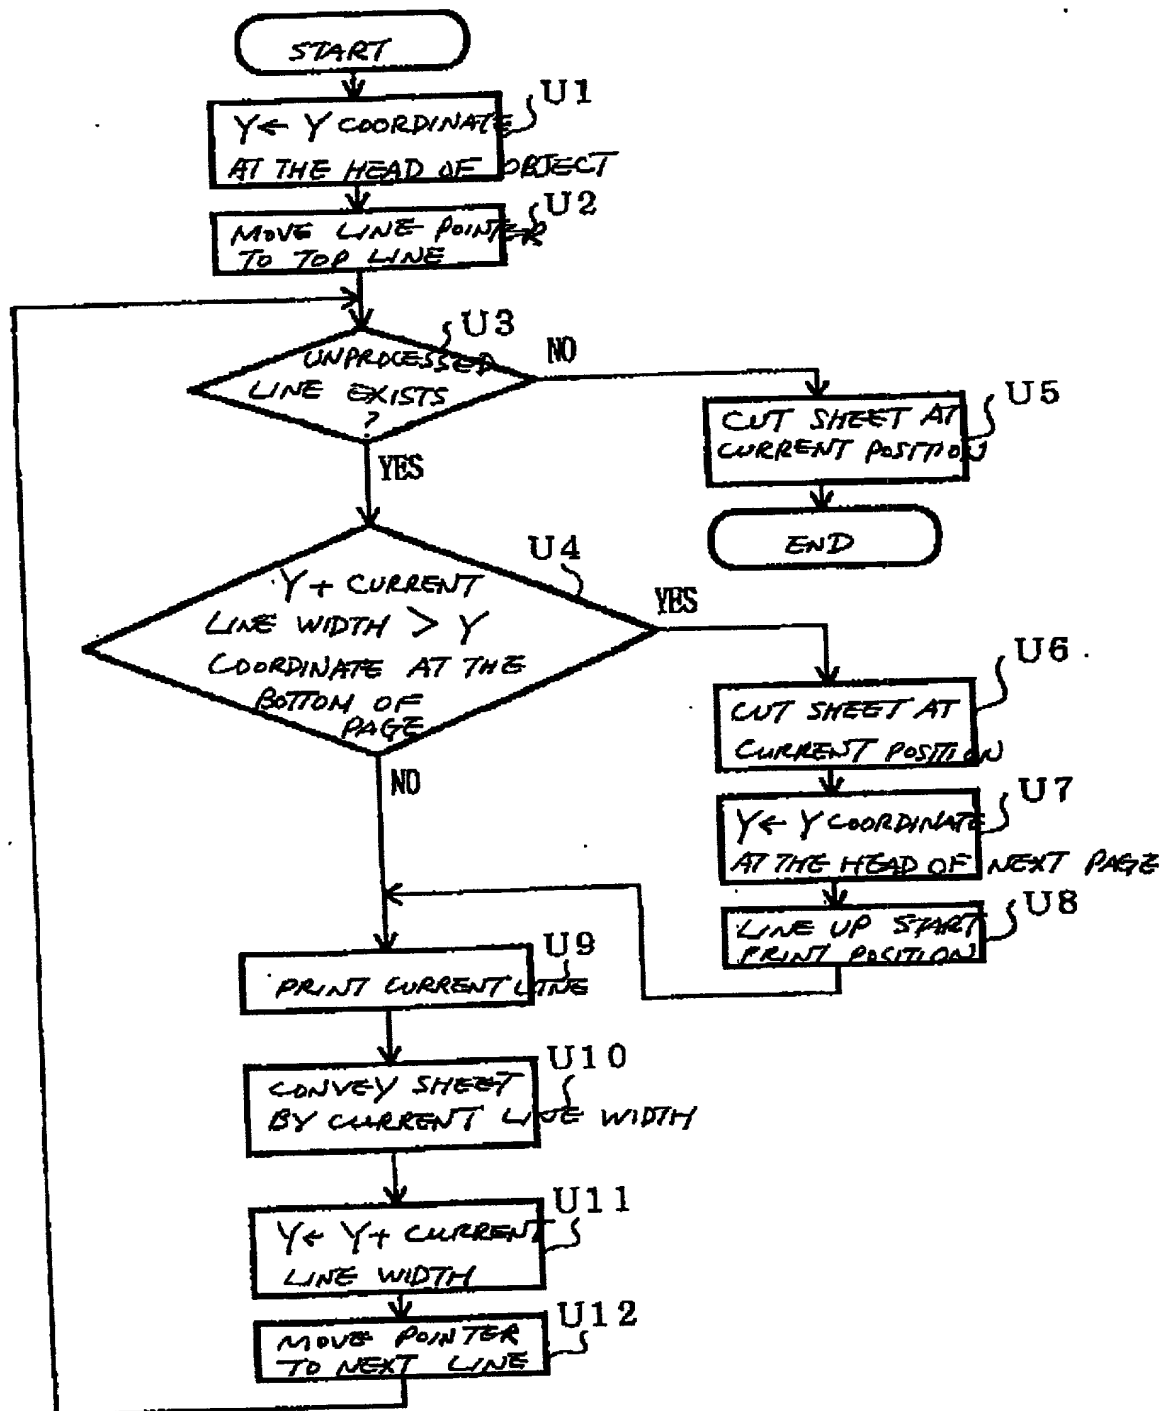 START
U1
Y← Y COORDINATE
AT THE HEAD OF OBJECT
U2
MOVE LINE POINTER
TO TOP LINE
U3
UNPROCESSED
LINE EXISTS
?
NO
YES
U5
CUT SHEET AT
CURRENT POSITION
END
U4
Y + CURRENT
LINE WIDTH > Y
COORDINATE AT THE
BOTTOM OF
PAGE
YES
NO
U6
CUT SHEET AT
CURRENT POSITION
U7
Y← Y COORDINATE
AT THE HEAD OF NEXT PAGE
U8
LINE UP START
PRINT POSITION
U9
PRINT CURRENT LINE
U10
CONVEY SHEET
BY CURRENT LINE WIDTH
U11
Y← Y+ CURRENT
LINE WIDTH
U12
MOVE POINTER
TO NEXT LINE